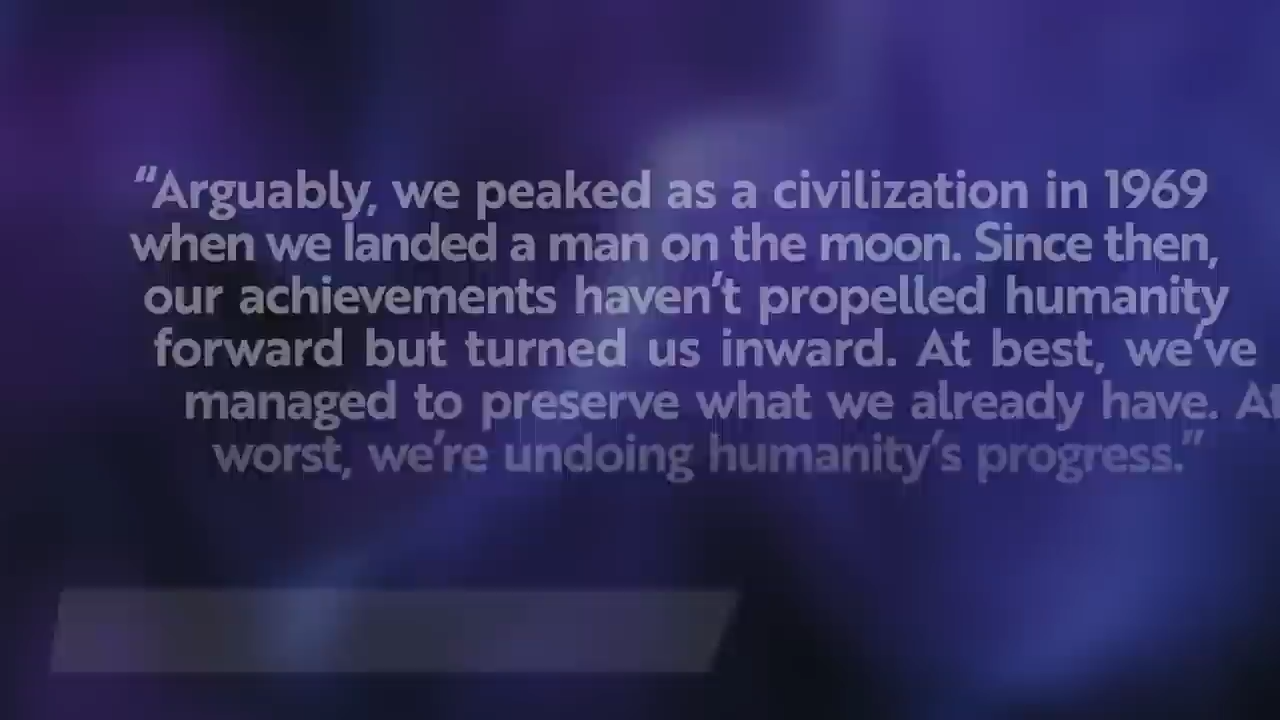 “Arguably, we peaked as a civilization in 1969
when we landed a man on the moon. Since then,
our achievements haven’t propelled humanity
forward but turned us inward. At best, we’ve
managed to preserve what we already have. At
worst, we’re undoing humanity’s progress.”